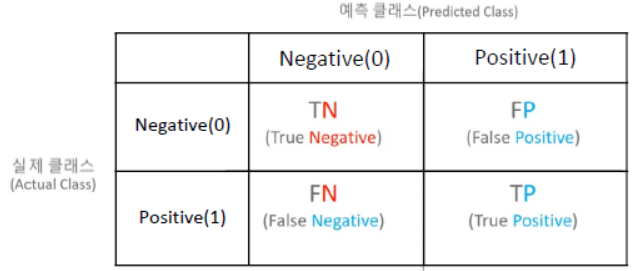 예측 클래스(Predicted Class)
Negative(0) Positive(1)
Negative(0)
TN
(True Negative)
FP
(False Positive)
실제 클래스
(Actual Class)
Positive(1)
FN
(False Negative)
TP
(True Positive)